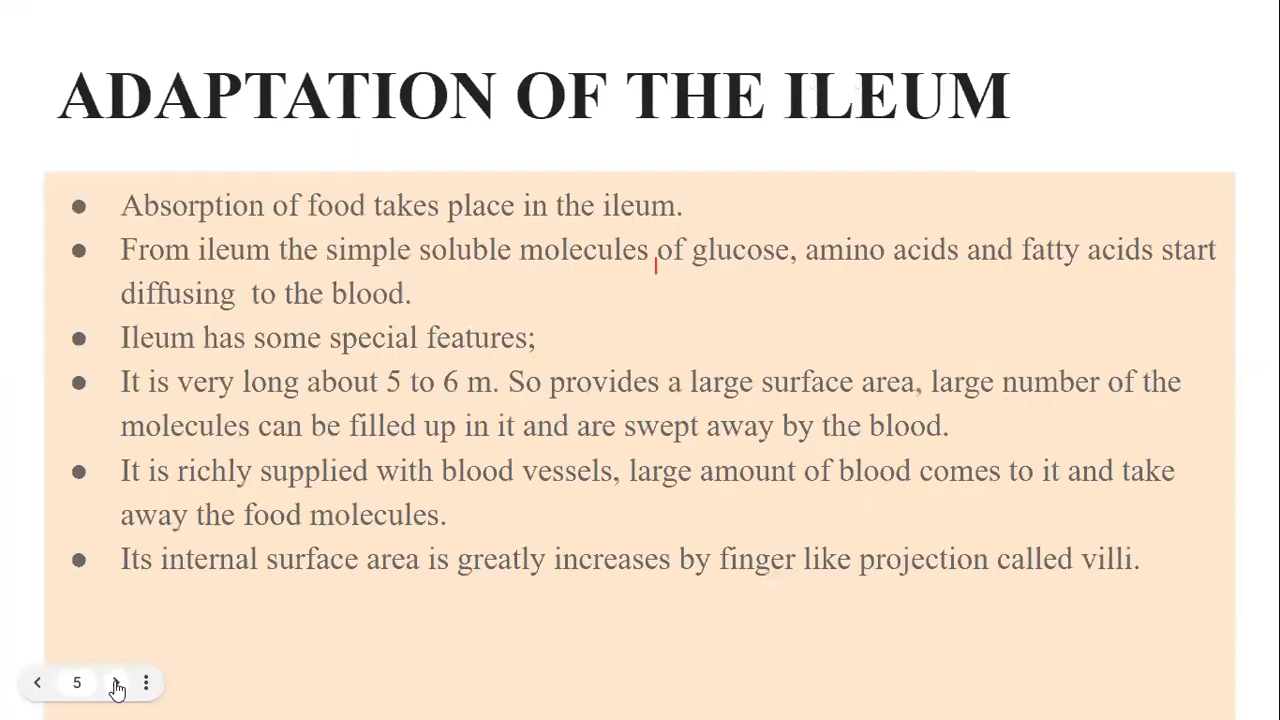 ADAPTATION OF THE ILEUM
● Absorption of food takes place in the ileum.
● From ileum the simple soluble molecules of glucose, amino acids and fatty acids start
diffusing  to the blood.
● Ileum has some special features;
● It is very long about 5 to 6 m. So provides a large surface area, large number of the
molecules can be filled up in it and are swept away by the blood.
● It is richly supplied with blood vessels, large amount of blood comes to it and take
away the food molecules.
● Its internal surface area is greatly increases by finger like projection called villi.
5